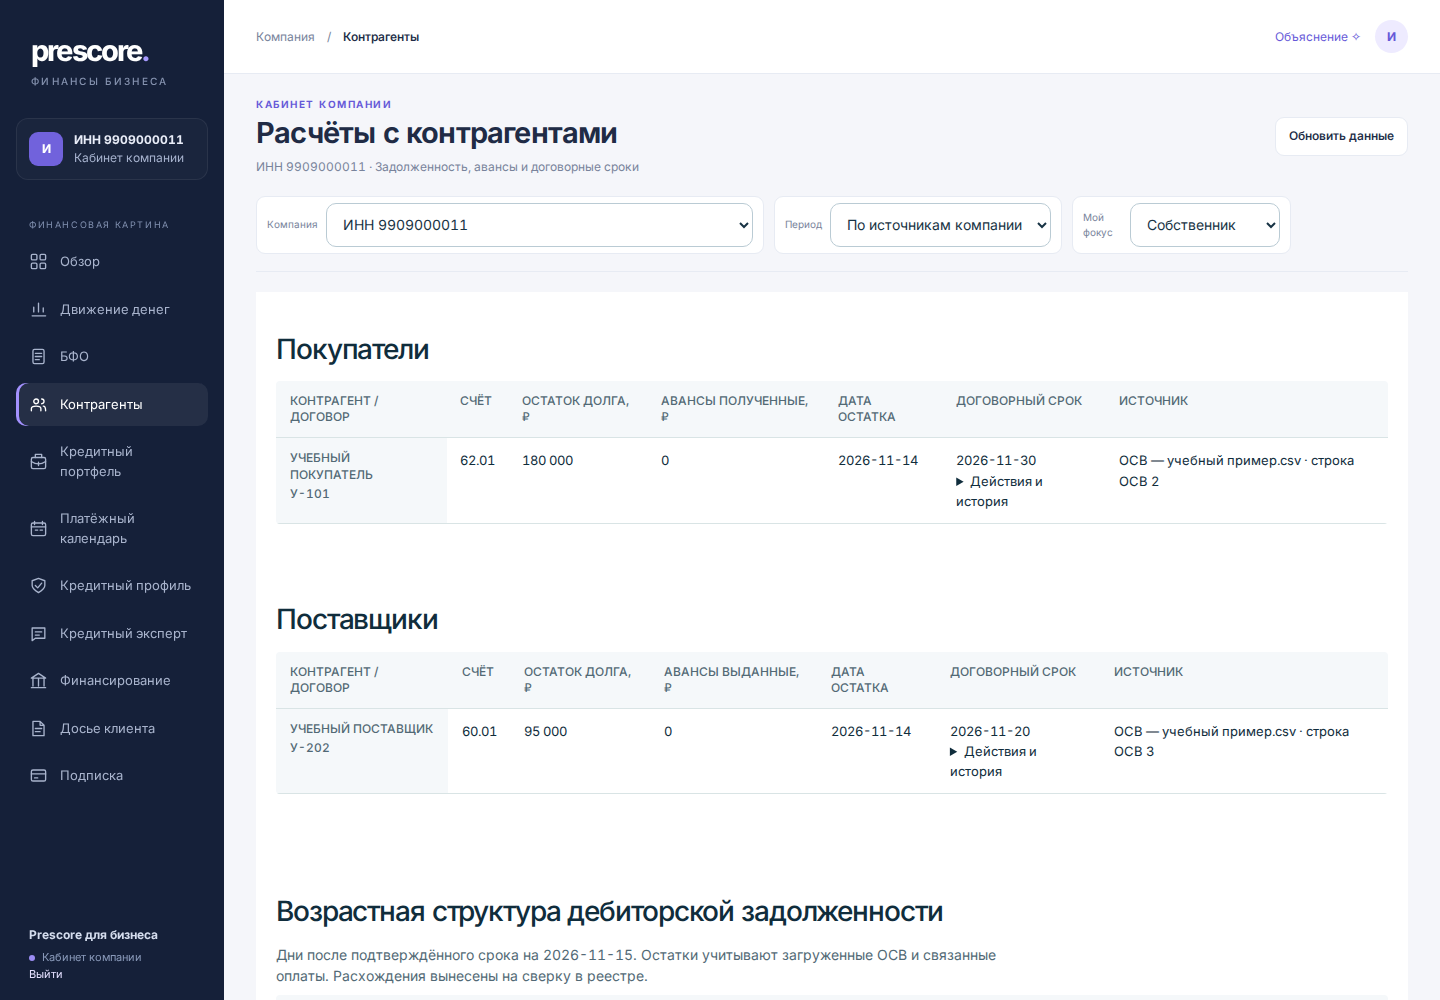 prescore.
ФИНАНСЫ БИЗНЕСА
И
ИНН 9909000011
Кабинет компании
ФИНАНСОВАЯ КАРТИНА
Обзор
Движение денег
БФО
Контрагенты
Кредитный
портфель
Платёжный
календарь
Кредитный профиль
Кредитный эксперт
Финансирование
Досье клиента
Подписка
Prescore для бизнеса
Кабинет компании
Выйти
Компания / Контрагенты
Объяснение ✧
И
КАБИНЕТ КОМПАНИИ
Расчёты с контрагентами
ИНН 9909000011 · Задолженность, авансы и договорные сроки
Обновить данные
Компания
ИНН 9909000011
Период
По источникам компании
Мой
фокус
Собственник
Покупатели
КОНТРАГЕНТ /
ДОГОВОР
СЧЁТ
ОСТАТОК ДОЛГА,
₽
АВАНСЫ ПОЛУЧЕННЫЕ,
₽
ДАТА
ОСТАТКА
ДОГОВОРНЫЙ СРОК
ИСТОЧНИК
УЧЕБНЫЙ
ПОКУПАТЕЛЬ
У-101
62.01
180 000
0
2026-11-14
2026-11-30
▶ Действия и
история
ОСВ — учебный пример.csv · строка
ОСВ 2
Поставщики
КОНТРАГЕНТ /
ДОГОВОР
СЧЁТ
ОСТАТОК ДОЛГА,
₽
АВАНСЫ ВЫДАННЫЕ,
₽
ДАТА
ОСТАТКА
ДОГОВОРНЫЙ СРОК
ИСТОЧНИК
УЧЕБНЫЙ ПОСТАВЩИК
У-202
60.01
95 000
0
2026-11-14
2026-11-20
▶ Действия и
история
ОСВ — учебный пример.csv · строка
ОСВ 3
Возрастная структура дебиторской задолженности
Дни после подтверждённого срока на 2026-11-15. Остатки учитывают загруженные ОСВ и связанные
оплаты. Расхождения вынесены на сверку в реестре.